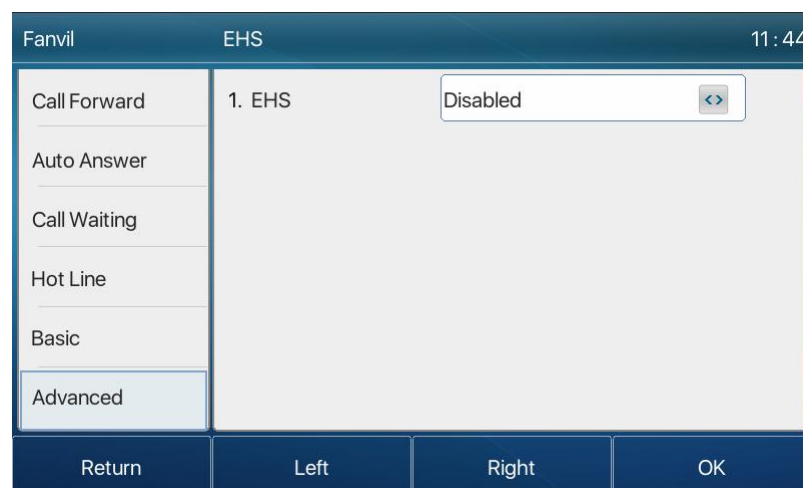 Fanvil EHS 11:44
Call Forward
Auto Answer
Call Waiting
Hot Line
Basic
Advanced
1. EHS Disabled
Return Left Right OK